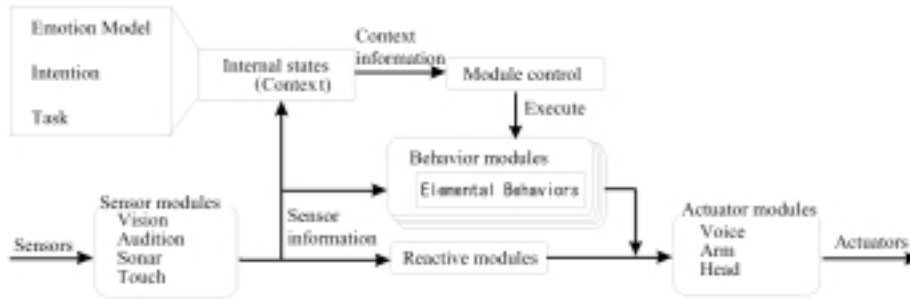 Emotion Model
Intention
Task
Internal states
(Context)
Context
information
Module control
Execute
Behavior modules
Elemental Behaviors
Sensors
Sensor modules
Vision
Audition
Sonar
Touch
Sensor
information
Reactive modules
Actuator modules
Voice
Arm
Head
Actuators